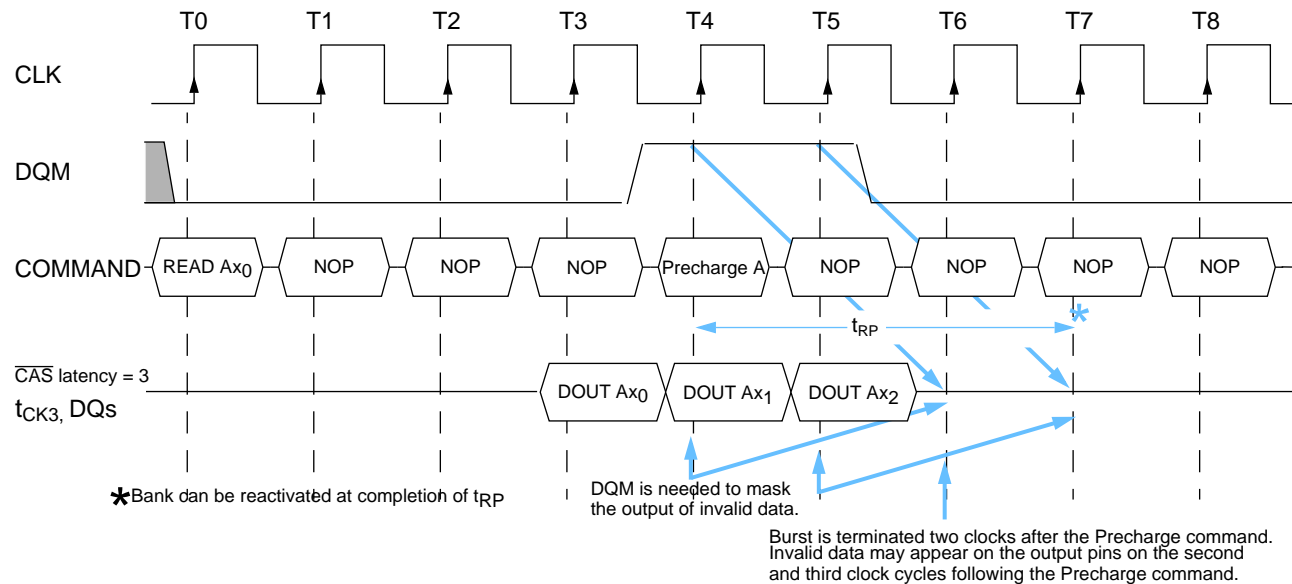 T0 T1 T2 T3 T4 T5 T6 T7 T8
CLK
DQM
COMMAND READ Ax0 NOP NOP NOP Precharge A NOP NOP NOP NOP
*
tRP
CAS latency = 3
tCK3, DQs
DOUT Ax0 DOUT Ax1 DOUT Ax2
*Bank can be reactivated at completion of tRP
DQM is needed to mask
the output of invalid data.
Burst is terminated two clocks after the Precharge command.
Invalid data may appear on the output pins on the second
and third clock cycles following the Precharge command.